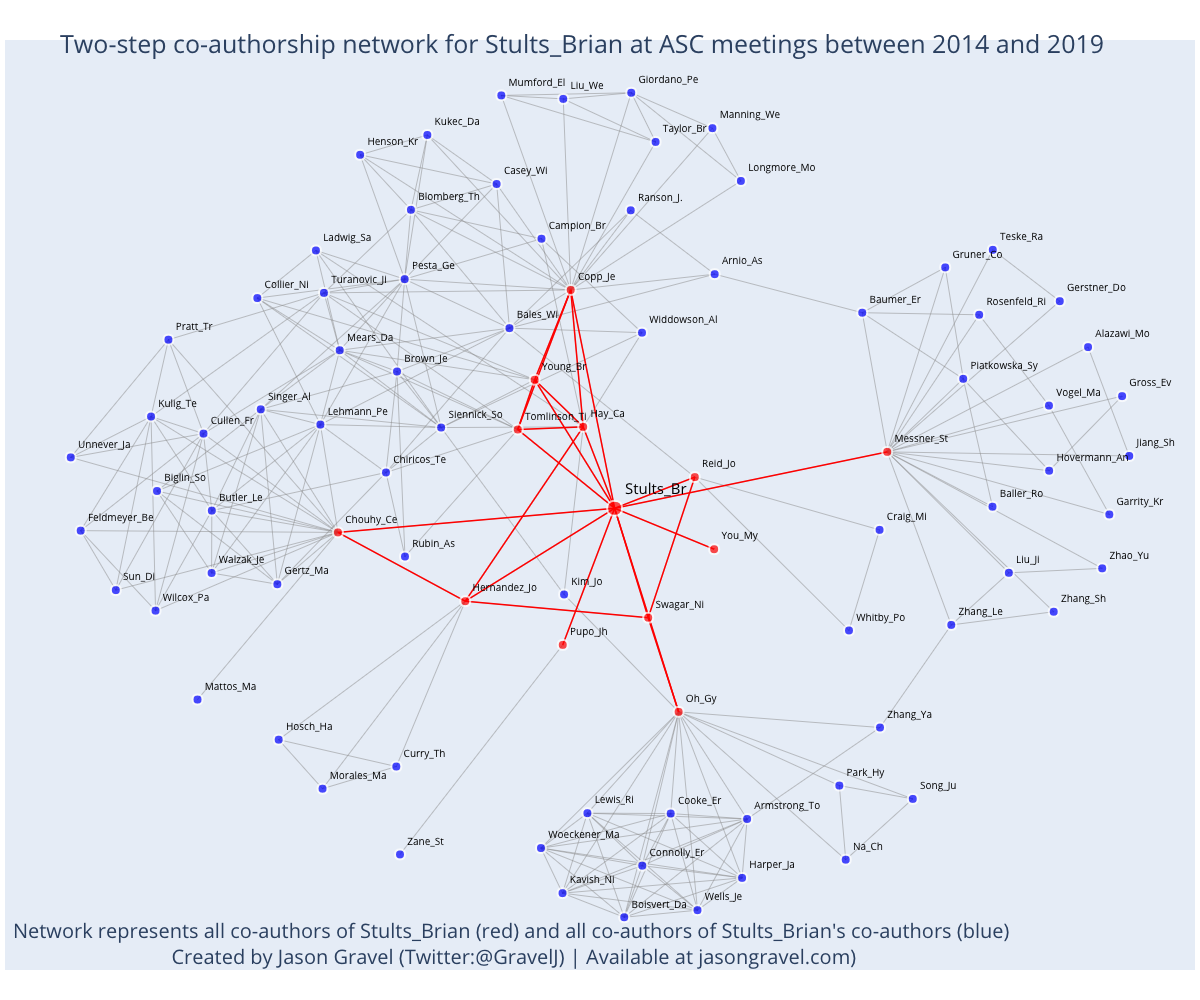 Two-step co-authorship network for Stults_Brian at ASC meetings between 2014 and 2019
Mumford_El
Liu_We
Giordano_Pe
Kukec_Da
Henson_Kr
Taylor_Br
Manning_We
Longmore_Mo
Casey_Wi
Blomberg_Th
Ranson_J.
Campion_Br
Ladwig_Sa
Teske_Ra
Gruner_Co
Collier_Ni
Turanovic_Ji
Pesta_Ge
Copp_Je
Arnio_As
Gerstner_Do
Baumer_Er
Rosenfeld_Ri
Pratt_Tr
Bales_Wi
Widdowson_Al
Alazawi_Mo
Mears_Da
Brown_Je
Young_Br
Piatkowska_Sy
Gross_Ev
Vogel_Ma
Kulig_Te
Singer_Al
Cullen_Fr
Lehmann_Pe
Siennick_So
Tomlinson_Ti
Hay_Ca
Unnever_Ja
Messner_St
Jiang_Sh
Hovermann_An
Chiricos_Te
Reid_Jo
Biglin_So
Stults_Br
Butler_Le
Baller_Ro
Garrity_Kr
Feldmeyer_Be
Chouhy_Ce
Craig_Mi
You_My
Rubin_As
Walzak_Je
Gertz_Ma
Liu_Ji
Zhao_Yu
Sun_Di
Wilcox_Pa
Hernandez_Jo
Kim_Jo
Swagar_Ni
Zhang_Le
Zhang_Sh
Whitby_Po
Pupo_Jh
Mattos_Ma
Oh_Gy
Hosch_Ha
Zhang_Ya
Curry_Th
Morales_Ma
Park_Hy
Song_Ju
Lewis_Ri
Cooke_Er
Armstrong_To
Zane_St
Woeckener_Ma
Na_Ch
Connolly_Er
Harper_Ja
Kavish_Ni
Wells_Je
Boisvert_Da
Network represents all co-authors of Stults_Brian (red) and all co-authors of Stults_Brian's co-authors (blue)
Created by Jason Gravel (Twitter:@GravelJ) | Available at jasongravel.com)